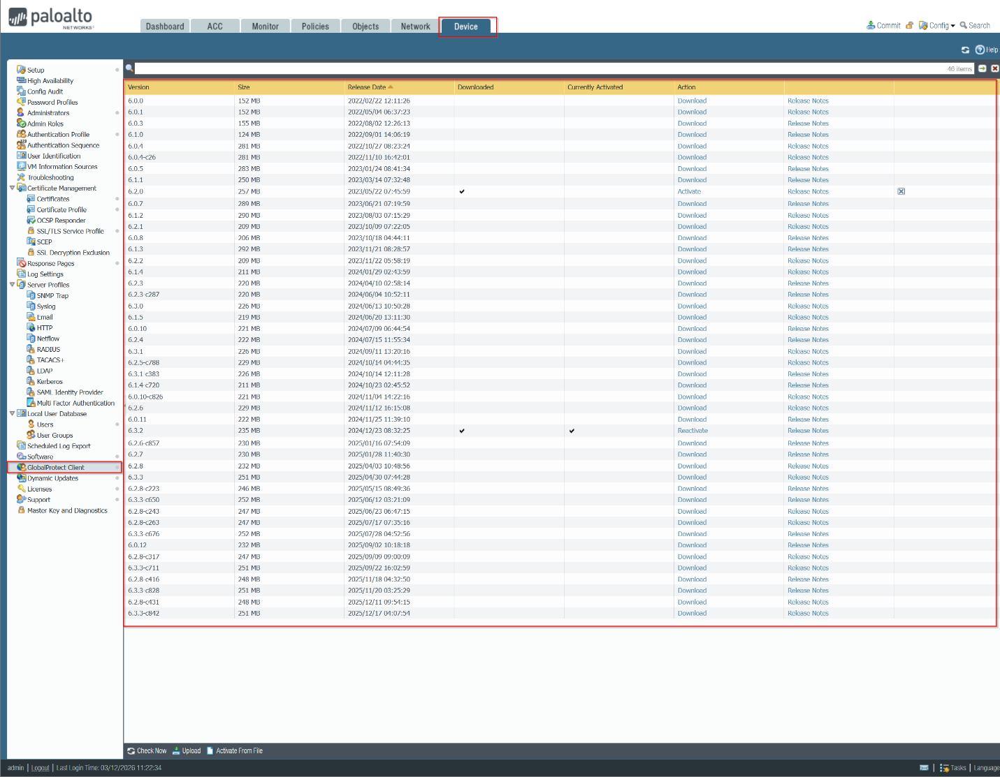 paloalto
NETWORKS
Dashboard ACC Monitor Policies Objects Network Device
Commit Config Search
Help
46 items
Setup
High Availability
Config Audit
Password Profiles
Administrators
Admin Roles
Authentication Profile
Authentication Sequence
User Identification
VM Information Sources
Troubleshooting
Certificate Management
Certificates
Certificate Profile
OCSP Responder
SSL/TLS Service Profile
SCEP
SSL Decryption Exclusion
Response Pages
Log Settings
Server Profiles
SNMP Trap
Syslog
Email
HTTP
Netflow
RADIUS
TACACS+
LDAP
Kerberos
SAML Identity Provider
Multi Factor Authentication
Local User Database
Users
User Groups
Scheduled Log Export
Software
GlobalProtect Client
Dynamic Updates
Licenses
Support
Master Key and Diagnostics
Version Size Release Date Downloaded Currently Activated Action
6.0.0 152 MB 2022/02/22 12:11:26 Download Release Notes
6.0.1 152 MB 2022/05/04 06:37:23 Download Release Notes
6.0.3 155 MB 2022/08/02 12:26:13 Download Release Notes
6.1.0 124 MB 2022/09/01 14:06:19 Download Release Notes
6.0.4 281 MB 2022/10/27 08:23:24 Download Release Notes
6.0.4-c26 281 MB 2022/11/10 16:42:01 Download Release Notes
6.0.5 283 MB 2023/01/24 08:41:34 Download Release Notes
6.1.1 250 MB 2023/03/14 07:32:48 Download Release Notes
6.2.0 257 MB 2023/05/22 07:45:59 ✔ Activate Release Notes
6.0.7 289 MB 2023/06/21 07:19:59 Download Release Notes
6.1.2 290 MB 2023/08/03 07:15:29 Download Release Notes
6.2.1 209 MB 2023/10/09 07:22:05 Download Release Notes
6.0.8 206 MB 2023/10/18 04:44:11 Download Release Notes
6.1.3 292 MB 2023/11/21 08:28:57 Download Release Notes
6.2.2 209 MB 2023/11/22 05:58:19 Download Release Notes
6.1.4 211 MB 2024/01/29 02:43:59 Download Release Notes
6.2.3 220 MB 2024/04/10 02:58:14 Download Release Notes
6.2.3-c287 220 MB 2024/06/04 10:52:11 Download Release Notes
6.3.0 226 MB 2024/06/13 10:50:28 Download Release Notes
6.1.5 219 MB 2024/06/20 13:11:30 Download Release Notes
6.0.10 221 MB 2024/07/09 06:44:54 Download Release Notes
6.2.4 222 MB 2024/07/15 11:55:34 Download Release Notes
6.3.1 226 MB 2024/09/11 13:20:16 Download Release Notes
6.2.5-c788 229 MB 2024/10/14 04:44:35 Download Release Notes
6.3.1-c383 226 MB 2024/10/14 12:11:28 Download Release Notes
6.1.4-c720 211 MB 2024/10/23 02:45:52 Download Release Notes
6.0.10-c826 221 MB 2024/11/04 14:22:16 Download Release Notes
6.2.6 229 MB 2024/11/12 16:15:08 Download Release Notes
6.0.11 222 MB 2024/11/25 11:39:10 Download Release Notes
6.3.2 235 MB 2024/12/23 08:32:25 ✔ ✔ Reactivate Release Notes
6.2.6-c857 230 MB 2025/01/16 07:54:09 Download Release Notes
6.2.7 230 MB 2025/01/28 11:40:30 Download Release Notes
6.2.8 232 MB 2025/04/03 10:48:56 Download Release Notes
6.3.3 251 MB 2025/04/30 07:44:28 Download Release Notes
6.2.8-c223 246 MB 2025/05/15 08:49:36 Download Release Notes
6.3.3-c650 252 MB 2025/06/12 03:21:09 Download Release Notes
6.2.8-c243 247 MB 2025/06/23 06:47:15 Download Release Notes
6.2.8-c263 247 MB 2025/07/17 07:35:16 Download Release Notes
6.3.3-c676 252 MB 2025/07/28 04:52:56 Download Release Notes
6.0.12 232 MB 2025/09/02 10:18:18 Download Release Notes
6.2.8-c317 247 MB 2025/09/09 09:00:09 Download Release Notes
6.3.3-c711 251 MB 2025/09/22 16:02:59 Download Release Notes
6.2.8-c416 248 MB 2025/11/18 04:32:50 Download Release Notes
6.3.3-c828 251 MB 2025/11/20 03:25:29 Download Release Notes
6.2.8-c431 248 MB 2025/12/11 09:54:15 Download Release Notes
6.3.3-c842 251 MB 2025/12/17 04:07:54 Download Release Notes
Check Now Upload Activate From File
admin | Logout | Last Login Time: 03/12/2026 11:22:34 | Tasks | Language